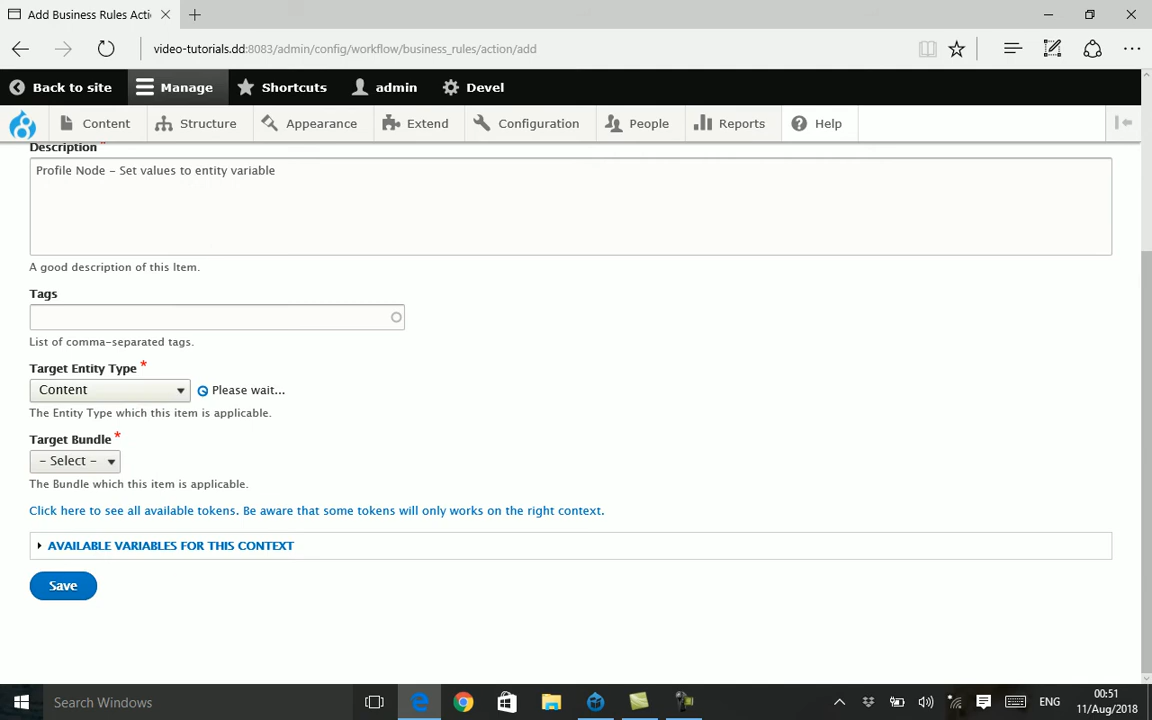 Add Business Rules Acti
video-tutorials.dd:8083/admin/config/workflow/business_rules/action/add
Back to site
Manage
Shortcuts
admin
Devel
Content
Structure
Appearance
Extend
Configuration
People
Reports
Help
Description *
Profile Node - Set values to entity variable
A good description of this Item.
Tags
List of comma-separated tags.
Target Entity Type *
Content
Please wait...
The Entity Type which this item is applicable.
Target Bundle *
- Select -
The Bundle which this item is applicable.
Click here to see all available tokens. Be aware that some tokens will only works on the right context.
AVAILABLE VARIABLES FOR THIS CONTEXT
Save
Search Windows
ENG
00:51
11/Aug/2018